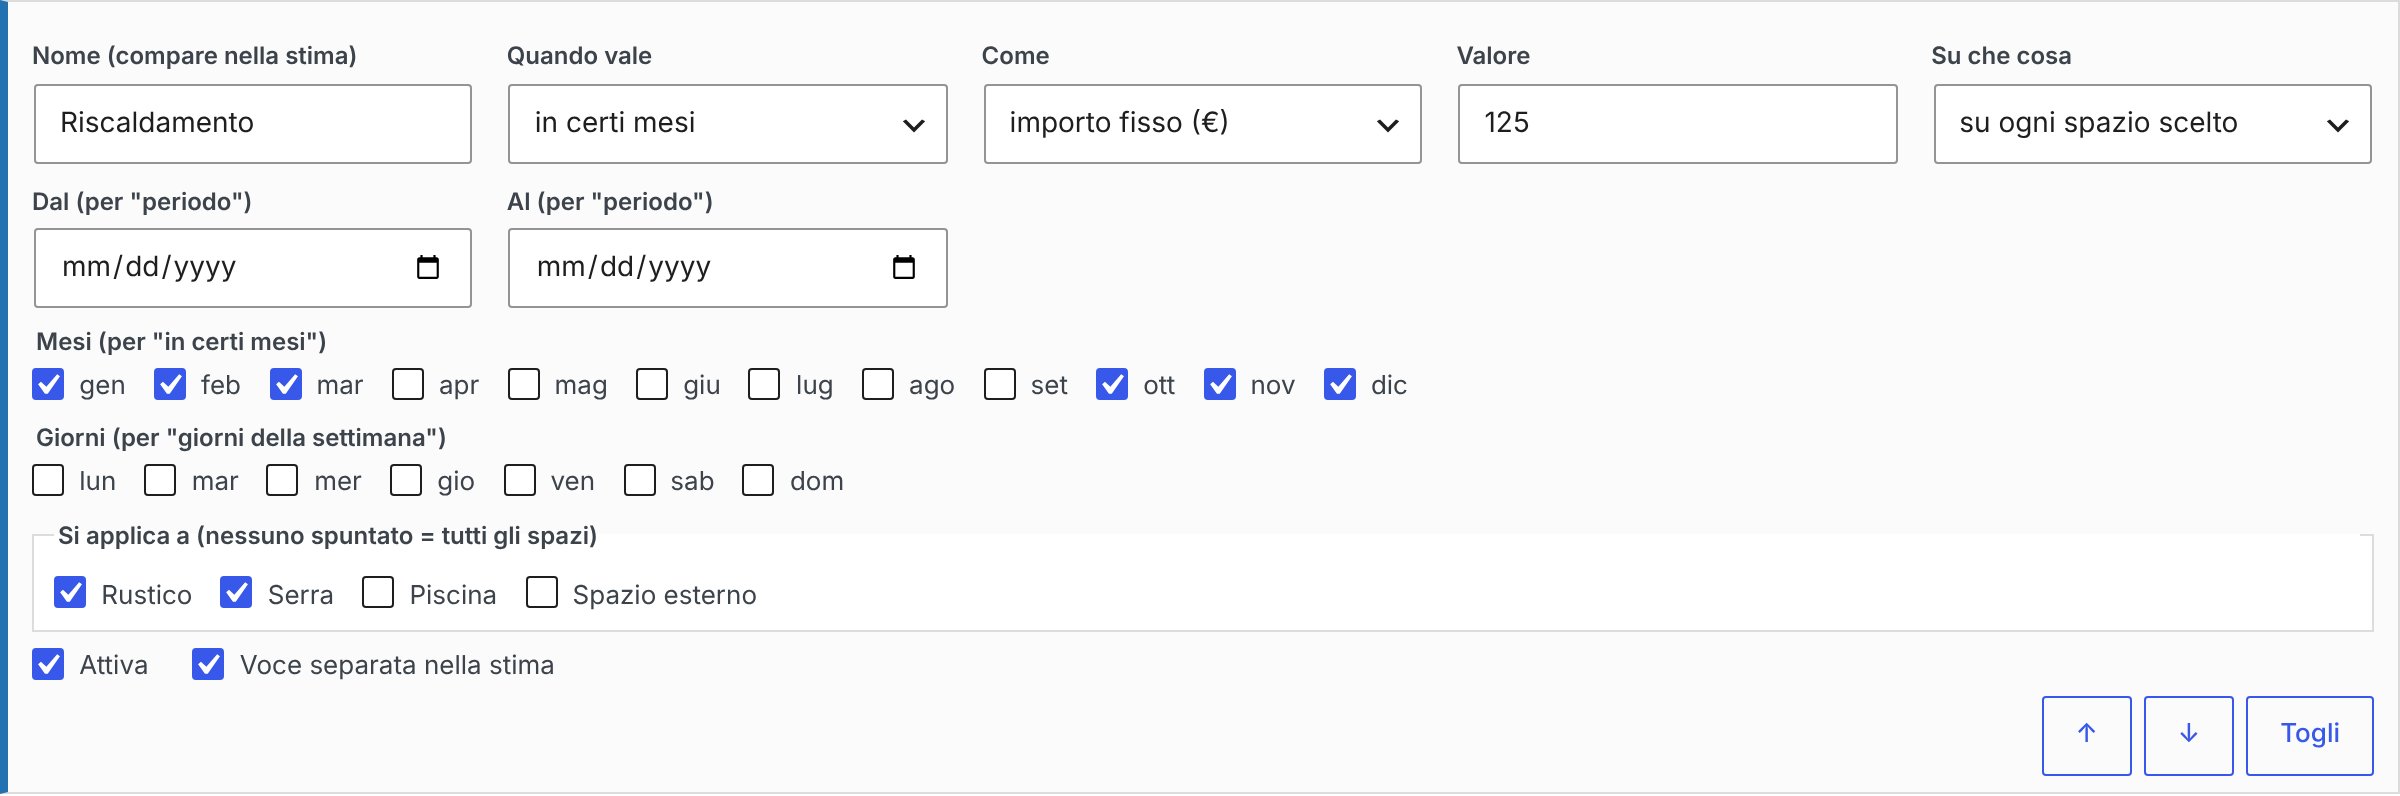 Nome (compare nella stima) Quando vale Come Valore Su che cosa
Riscaldamento in certi mesi importo fisso (€) 125 su ogni spazio scelto
Dal (per "periodo") Al (per "periodo")
mm/dd/yyyy mm/dd/yyyy
Mesi (per "in certi mesi")
gen feb mar apr mag giu lug ago set ott nov dic
Giorni (per "giorni della settimana")
lun mar mer gio ven sab dom
Si applica a (nessuno spuntato = tutti gli spazi)
Rustico Serra Piscina Spazio esterno
Attiva Voce separata nella stima
↑ ↓ Togli